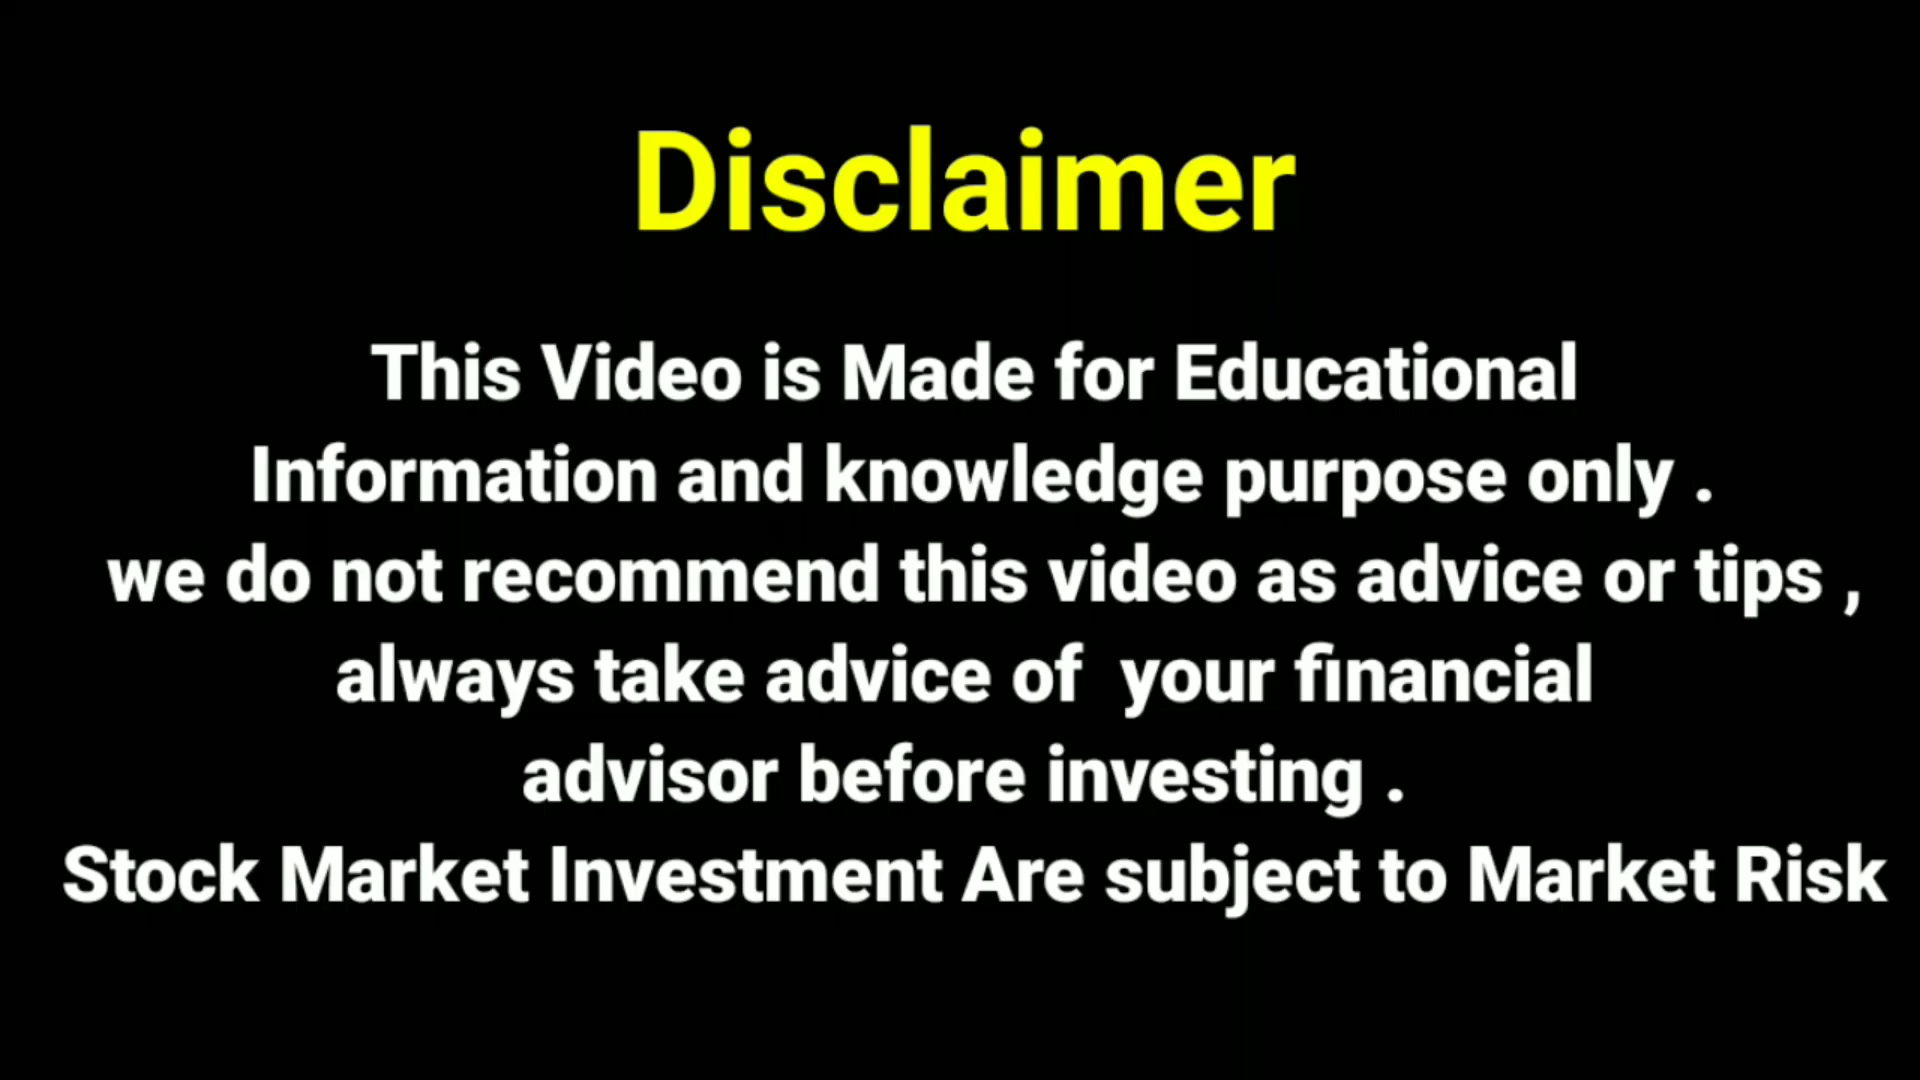 Disclaimer
This Video is Made for Educational
Information and knowledge purpose only .
we do not recommend this video as advice or tips ,
always take advice of  your financial
advisor before investing .
Stock Market Investment Are subject to Market Risk